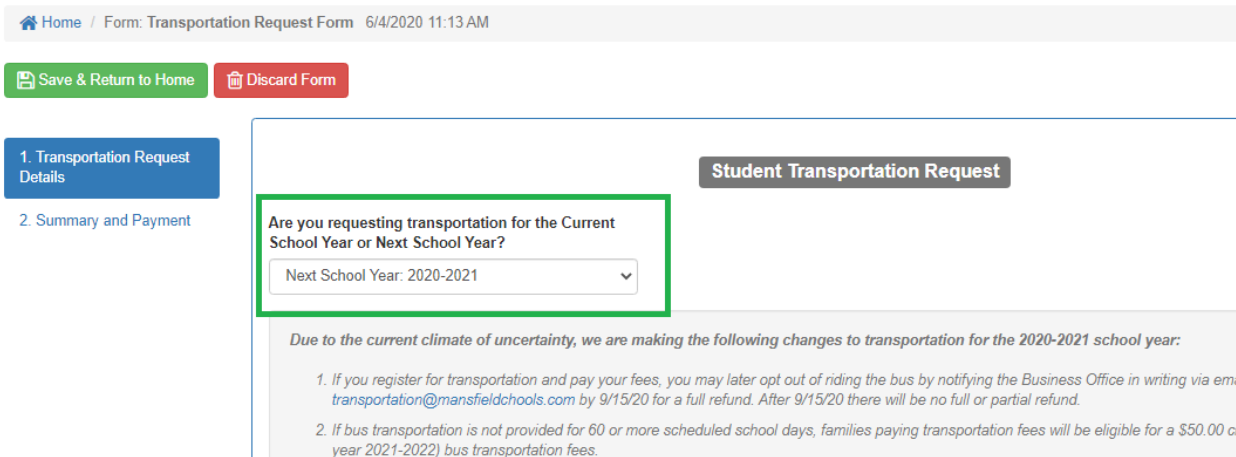 Home / Form: Transportation Request Form 6/4/2020 11:13 AM
Save & Return to Home
Discard Form
1. Transportation Request
Details
2. Summary and Payment
Student Transportation Request
Are you requesting transportation for the Current
School Year or Next School Year?
Next School Year: 2020-2021
Due to the current climate of uncertainty, we are making the following changes to transportation for the 2020-2021 school year:
1. If you register for transportation and pay your fees, you may later opt out of riding the bus by notifying the Business Office in writing via
transportation@mansfieldchools.com by 9/15/20 for a full refund. After 9/15/20 there will be no full or partial refund.
2. If bus transportation is not provided for 60 or more scheduled school days, families paying transportation fees will be eligible for a $50.00
year 2021-2022) bus transportation fees.